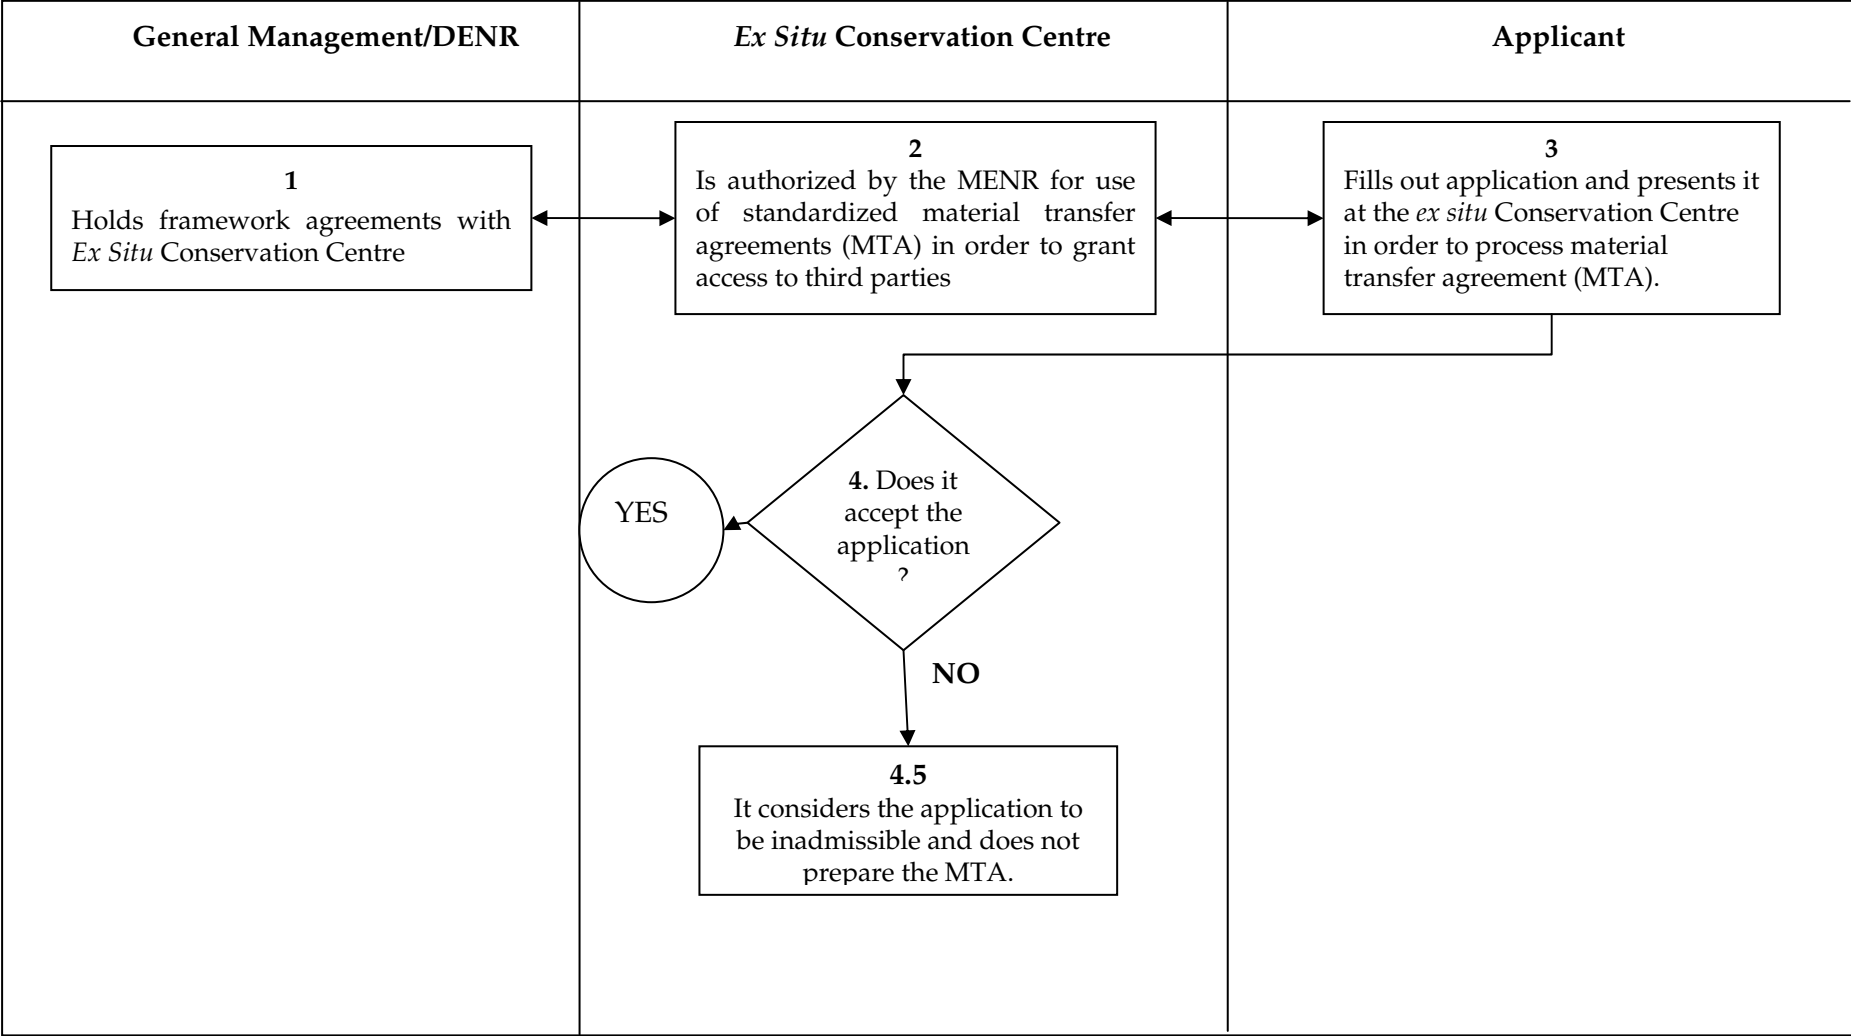 General Management/DENR
Ex Situ Conservation Centre
Applicant
1
Holds framework agreements with
Ex Situ Conservation Centre
2
Is authorized by the MENR for use
of standardized material transfer
agreements (MTA) in order to grant
access to third parties
3
Fills out application and presents it
at the ex situ Conservation Centre
in order to process material
transfer agreement (MTA).
4. Does it
accept the
application
?
YES
NO
4.5
It considers the application to
be inadmissible and does not
prepare the MTA.